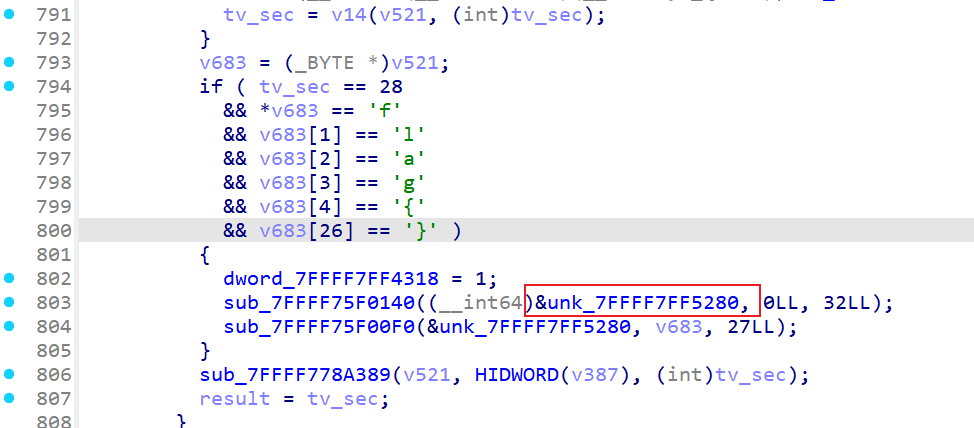 791 tv_sec = v14(v521, (int)tv_sec);
792 }
793 v683 = (_BYTE *)v521;
794 if ( tv_sec == 28
795 && *v683 == 'f'
796 && v683[1] == 'l'
797 && v683[2] == 'a'
798 && v683[3] == 'g'
799 && v683[4] == '{'
800 && v683[26] == '}' )
801 {
802 dword_7FFFF7FF4318 = 1;
803 sub_7FFFF75F0140((__int64)&unk_7FFFF7FF5280, 0LL, 32LL);
804 sub_7FFFF75F00F0(&unk_7FFFF7FF5280, v683, 27LL);
805 }
806 sub_7FFFF778A389(v521, HIDWORD(v387), (int)tv_sec);
807 result = tv_sec;
808 }